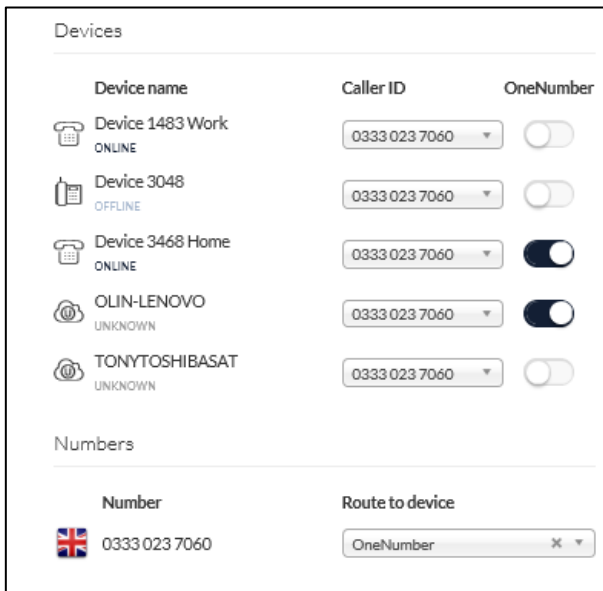 Devices
Device name Caller ID OneNumber
Device 1483 Work
ONLINE
0333 023 7060
Device 3048
OFFLINE
0333 023 7060
Device 3468 Home
ONLINE
0333 023 7060
OLIN-LENOVO
UNKNOWN
0333 023 7060
TONYTOSHIBASAT
UNKNOWN
0333 023 7060
Numbers
Number Route to device
0333 023 7060 OneNumber